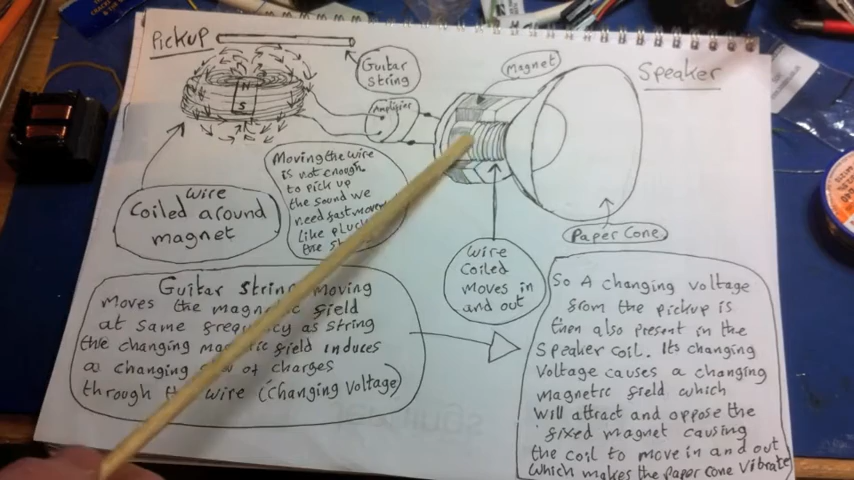 Pickup
Guitar
String
Magnet
Speaker
N
S
Amplifier
Moving the wire
is not enough
to pick up
the sound we
need fast
like
the
wire
Coiled around
magnet
Paper Cone
Wire
Coiled
moves in
and out
Guitar String moving
moves the magnetic field
at same frequency as string
the changing magnetic field induces
a changing of charges
through the wire (Changing Voltage)
So A changing voltage
from the pickup is
then also present in the
Speaker coil. Its changing
Voltage causes a changing
magnetic field which
will attract and oppose the
fixed magnet causing
the coil to move in and out
which makes the paper cone vibrate